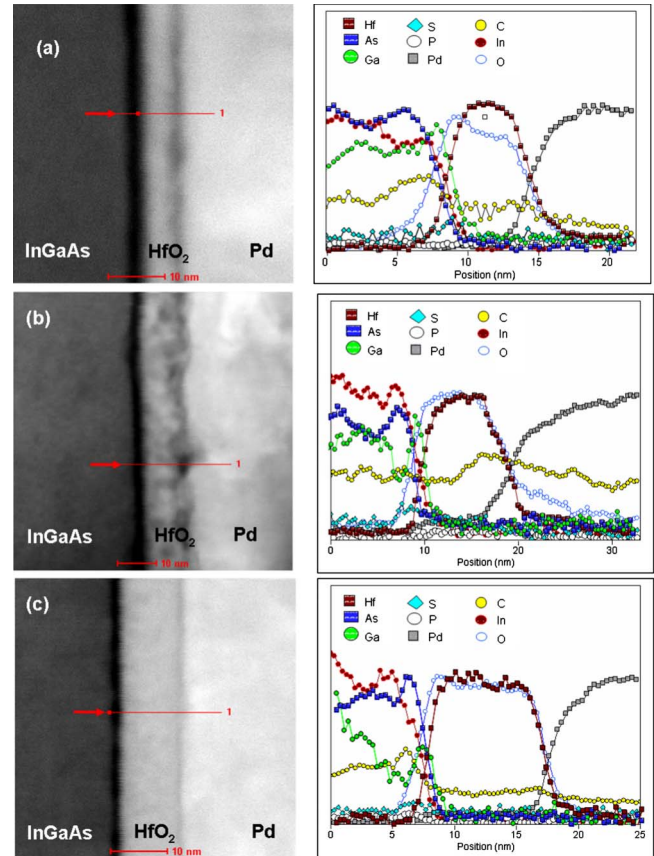 (a)
1
InGaAs HfO2 Pd
10 nm
Hf S C
As P In
Ga Pd O
0 5 10 15 20
Position (nm)
(b)
1
InGaAs HfO2 Pd
10 nm
Hf S C
As P In
Ga Pd O
0 10 20 30
Position (nm)
(c)
1
InGaAs HfO2 Pd
10 nm
Hf S C
As P In
Ga Pd O
0 5 10 15 20 25
Position (nm)